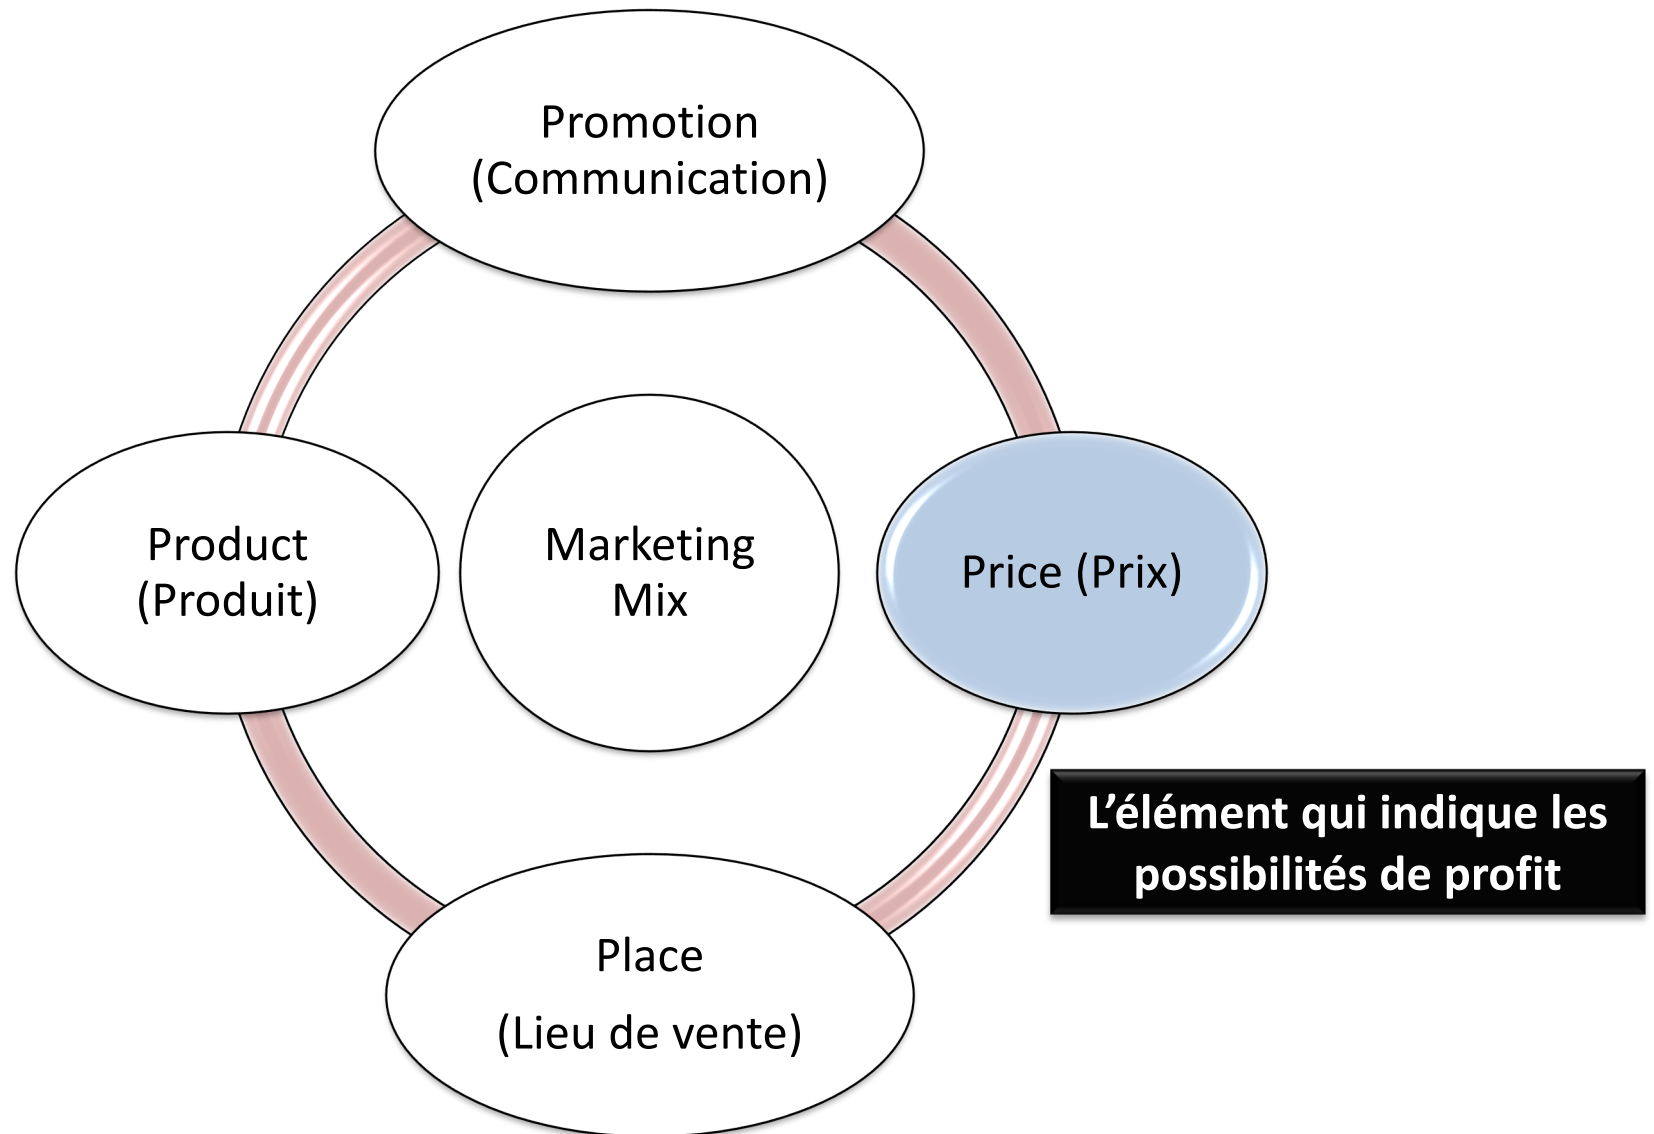 Promotion
(Communication)
Product
(Produit)
Marketing
Mix
Price (Prix)
L’élément qui indique les
possibilités de profit
Place
(Lieu de vente)